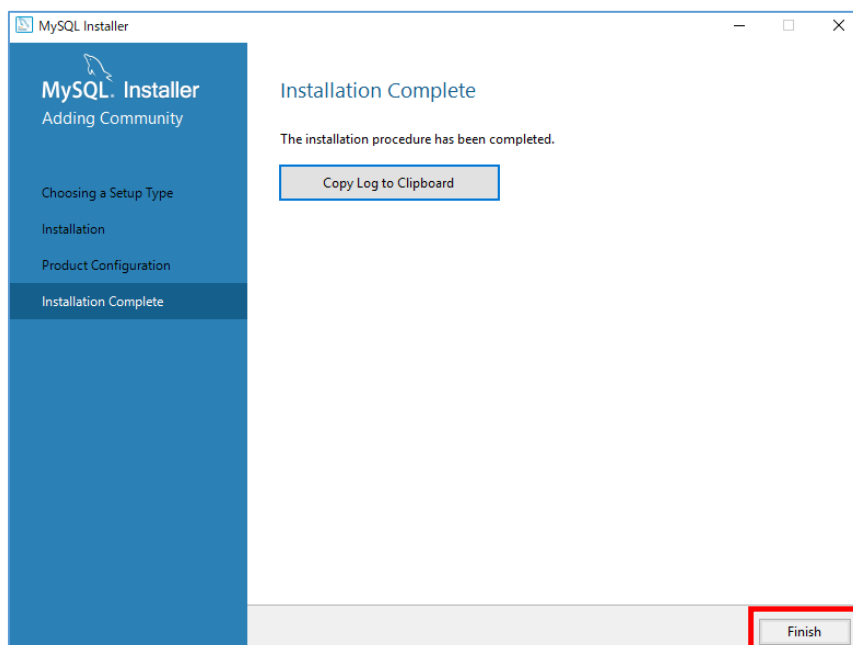 MySQL Installer
MySQL. Installer
Adding Community
Choosing a Setup Type
Installation
Product Configuration
Installation Complete
Installation Complete
The installation procedure has been completed.
Copy Log to Clipboard
Finish